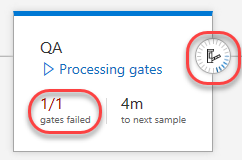 QA
Processing gates
1/1 4m
gates failed to next sample